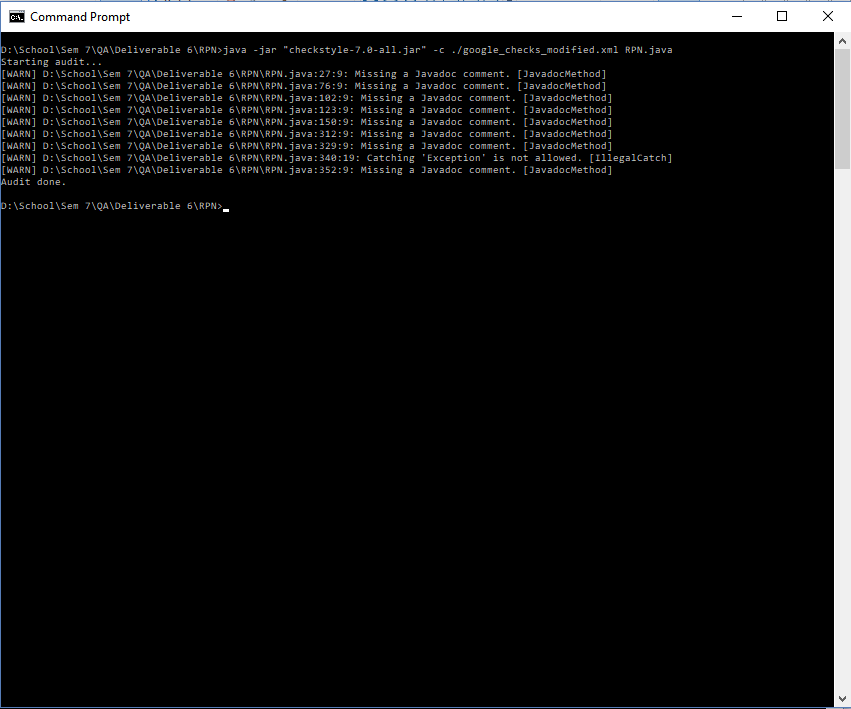 Command Prompt
D:\School\Sem 7\QA\Deliverable 6\RPN>java -jar "checkstyle-7.0-all.jar" -c ./google_checks_modified.xml RPN.java
Starting audit...
[WARN] D:\School\Sem 7\QA\Deliverable 6\RPN\RPN.java:27:9: Missing a Javadoc comment. [JavadocMethod]
[WARN] D:\School\Sem 7\QA\Deliverable 6\RPN\RPN.java:76:9: Missing a Javadoc comment. [JavadocMethod]
[WARN] D:\School\Sem 7\QA\Deliverable 6\RPN\RPN.java:102:9: Missing a Javadoc comment. [JavadocMethod]
[WARN] D:\School\Sem 7\QA\Deliverable 6\RPN\RPN.java:123:9: Missing a Javadoc comment. [JavadocMethod]
[WARN] D:\School\Sem 7\QA\Deliverable 6\RPN\RPN.java:150:9: Missing a Javadoc comment. [JavadocMethod]
[WARN] D:\School\Sem 7\QA\Deliverable 6\RPN\RPN.java:312:9: Missing a Javadoc comment. [JavadocMethod]
[WARN] D:\School\Sem 7\QA\Deliverable 6\RPN\RPN.java:329:9: Missing a Javadoc comment. [JavadocMethod]
[WARN] D:\School\Sem 7\QA\Deliverable 6\RPN\RPN.java:340:19: Catching 'Exception' is not allowed. [IllegalCatch]
[WARN] D:\School\Sem 7\QA\Deliverable 6\RPN\RPN.java:352:9: Missing a Javadoc comment. [JavadocMethod]
Audit done.
D:\School\Sem 7\QA\Deliverable 6\RPN>